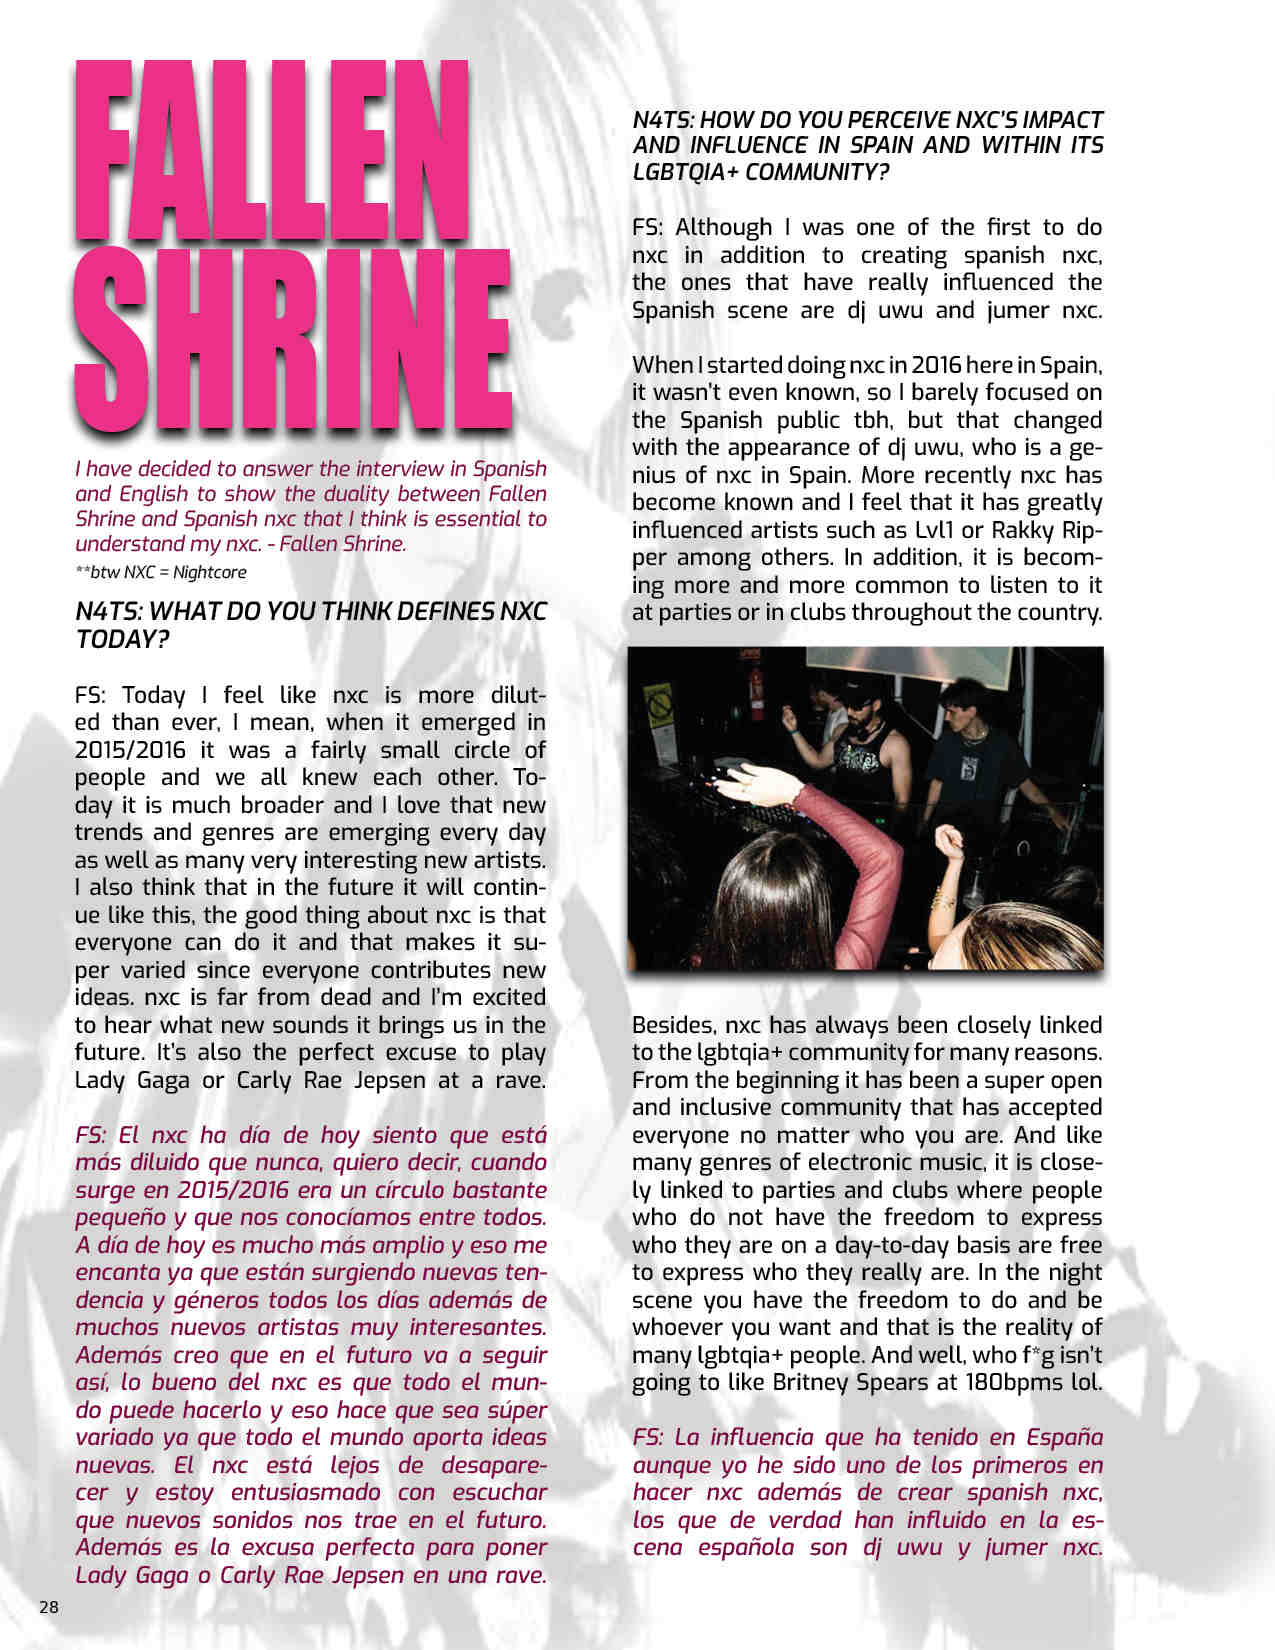 FALLEN
SHRINE
I have decided to answer the interview in Spanish
and English to show the duality between Fallen
Shrine and Spanish nxc that I think is essential to
understand my nxc. - Fallen Shrine.
**btw NXC = Nightcore
N4TS: WHAT DO YOU THINK DEFINES NXC
TODAY?
FS: Today I feel like nxc is more dilut-
ed than ever, I mean, when it emerged in
2015/2016 it was a fairly small circle of
people and we all knew each other. To-
day it is much broader and I love that new
trends and genres are emerging every day
as well as many very interesting new artists.
I also think that in the future it will contin-
ue like this, the good thing about nxc is that
everyone can do it and that makes it su-
per varied since everyone contributes new
ideas. nxc is far from dead and I'm excited
to hear what new sounds it brings us in the
future. It's also the perfect excuse to play
Lady Gaga or Carly Rae Jepsen at a rave.
FS: El nxc ha día de hoy siento que está
más diluido que nunca, quiero decir, cuando
surge en 2015/2016 era un círculo bastante
pequeño y que nos conocíamos entre todos.
A día de hoy es mucho más amplio y eso me
encanta ya que están surgiendo nuevas ten-
dencia y géneros todos los días además de
muchos nuevos artistas muy interesantes.
Además creo que en el futuro va a seguir
así, lo bueno del nxc es que todo el mun-
do puede hacerlo y eso hace que sea súper
variado ya que todo el mundo aporta ideas
nuevas. El nxc está lejos de desapare-
cer y estoy entusiasmado con escuchar
que nuevos sonidos nos trae en el futuro.
Además es la excusa perfecta para poner
Lady Gaga o Carly Rae Jepsen en una rave.
N4TS: HOW DO YOU PERCEIVE NXC'S IMPACT
AND INFLUENCE IN SPAIN AND WITHIN ITS
LGBTQIA+ COMMUNITY?
FS: Although I was one of the first to do
nxc in addition to creating spanish nxc,
the ones that have really influenced the
Spanish scene are dj uwu and jumer nxc.
When I started doing nxc in 2016 here in Spain,
it wasn't even known, so I barely focused on
the Spanish public tbh, but that changed
with the appearance of dj uwu, who is a ge-
nius of nxc in Spain. More recently nxc has
become known and I feel that it has greatly
influenced artists such as Lvl1 or Rakky Rip-
per among others. In addition, it is becom-
ing more and more common to listen to it
at parties or in clubs throughout the country.
Besides, nxc has always been closely linked
to the lgbtqia+ community for many reasons.
From the beginning it has been a super open
and inclusive community that has accepted
everyone no matter who you are. And like
many genres of electronic music, it is close-
ly linked to parties and clubs where people
who do not have the freedom to express
who they are on a day-to-day basis are free
to express who they really are. In the night
scene you have the freedom to do and be
whoever you want and that is the reality of
many lgbtqia+ people. And well, who f*g isn't
going to like Britney Spears at 180bpms lol.
FS: La influencia que ha tenido en España
aunque yo he sido uno de los primeros en
hacer nxc además de crear spanish nxc,
los que de verdad han influido en la es-
cena española son dj uwu y jumer nxc.
28